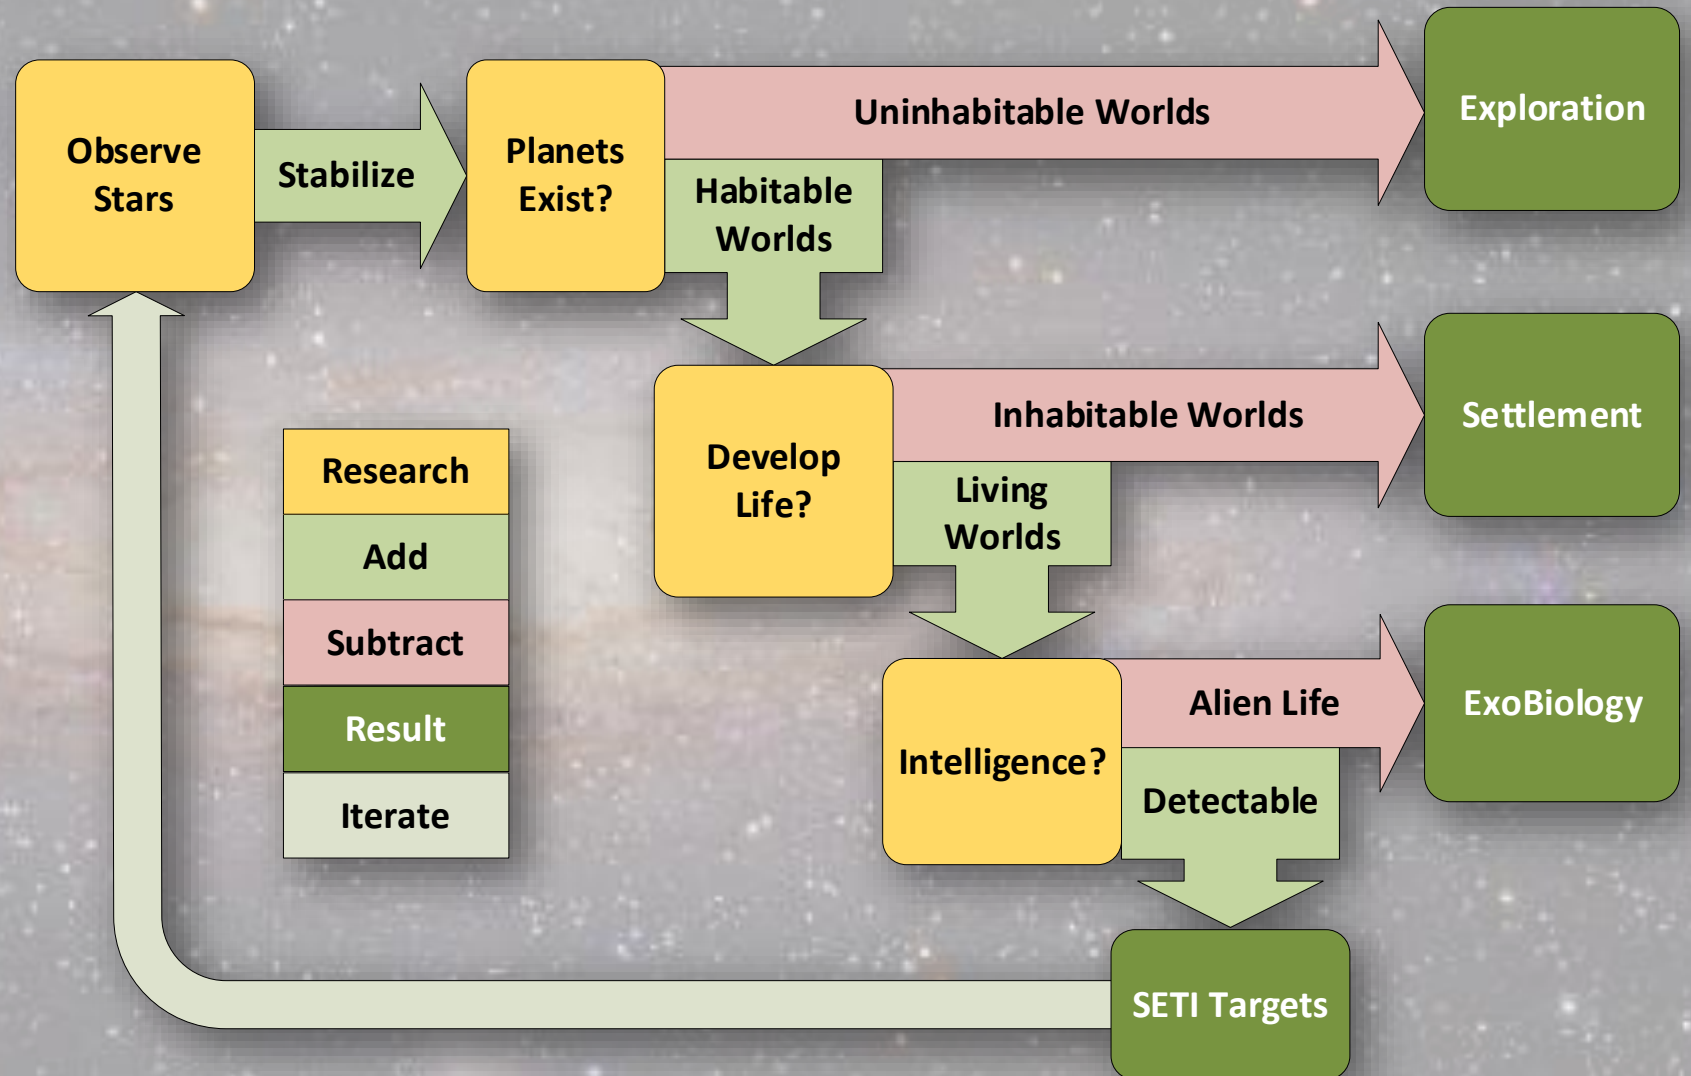 Observe
Stars
Stabilize
Planets
Exist?
Uninhabitable Worlds
Exploration
Habitable
Worlds
Develop
Life?
Inhabitable Worlds
Settlement
Living
Worlds
Intelligence?
Alien Life
ExoBiology
Detectable
SETI Targets
Research
Add
Subtract
Result
Iterate